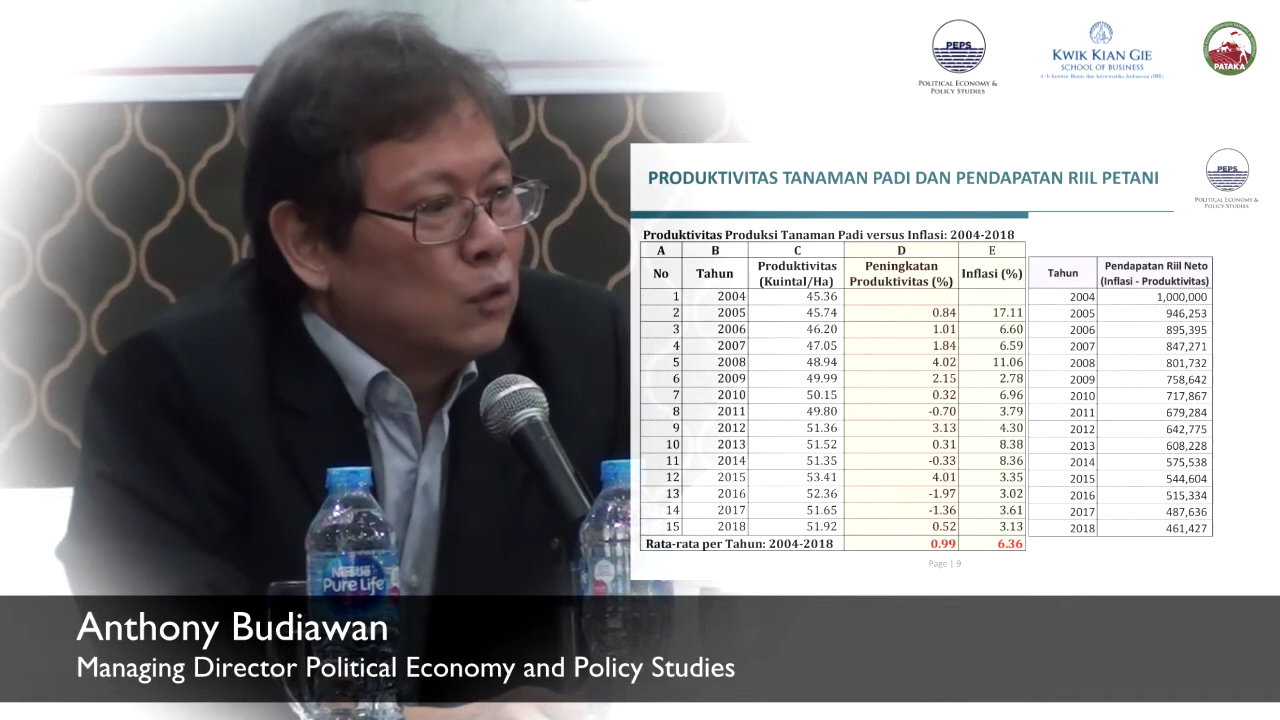 PEPS
POLITICAL ECONOMY &
POLICY STUDIES
KWIK KIAN GIE
SCHOOL OF BUSINESS
PATAKA
PRODUKTIVITAS TANAMAN PADI DAN PENDAPATAN RIIL PETANI
PEPS
POLITICAL ECONOMY &
POLICY STUDIES
Produktivitas Produksi Tanaman Padi versus Inflasi: 2004-2018
A B C D E
No Tahun Produktivitas (Kuintal/Ha) Peningkatan Produktivitas (%) Inflasi (%)
1 2004 45.36
2 2005 45.74 0.84 17.11
3 2006 46.20 1.01 6.60
4 2007 47.05 1.84 6.59
5 2008 48.94 4.02 11.06
6 2009 49.99 2.15 2.78
7 2010 50.15 0.32 6.96
8 2011 49.80 -0.70 3.79
9 2012 51.36 3.13 4.30
10 2013 51.52 0.31 8.38
11 2014 51.35 -0.33 8.36
12 2015 53.41 4.01 3.35
13 2016 52.36 -1.97 3.02
14 2017 51.65 -1.36 3.61
15 2018 51.92 0.52 3.13
Rata-rata per Tahun: 2004-2018 0.99 6.36
Tahun Pendapatan Riil Neto (Inflasi - Produktivitas)
2004 1,000,000
2005 946,253
2006 895,395
2007 847,271
2008 801,732
2009 758,642
2010 717,867
2011 679,284
2012 642,775
2013 608,228
2014 575,538
2015 544,604
2016 515,334
2017 487,636
2018 461,427
Page | 9
Nestlé
Pure Life
Anthony Budiawan
Managing Director Political Economy and Policy Studies